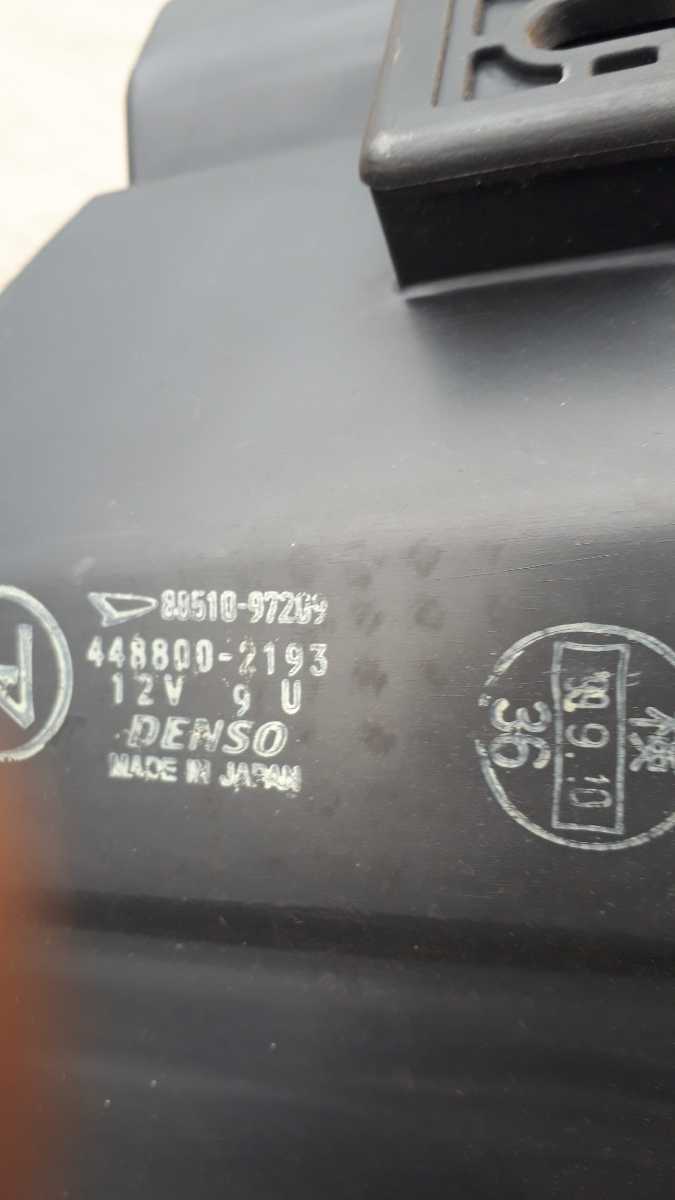 88510-97209
448800-2193
12V 9 U
DENSO
MADE IN JAPAN
検
99.9.10
36